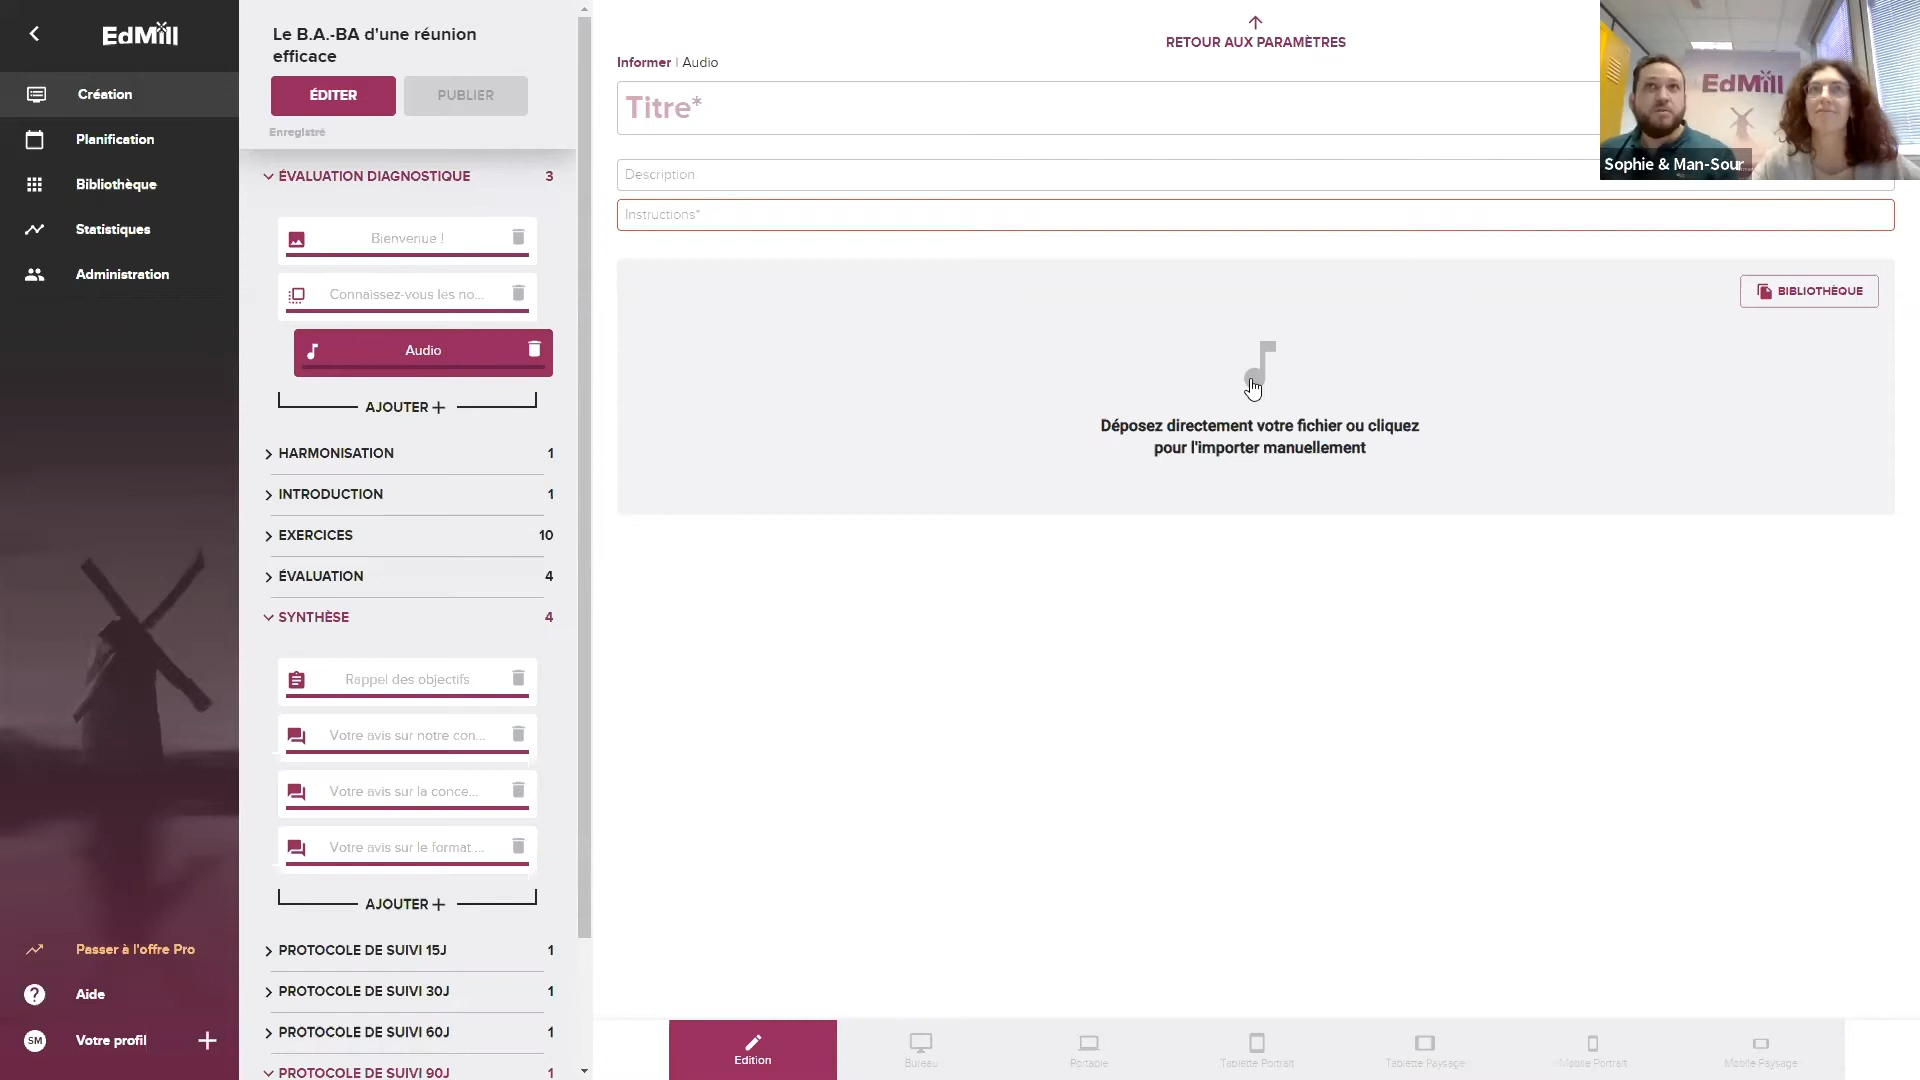 EdMill
Création
Planification
Bibliothèque
Statistiques
Administration
Passer à l'offre Pro
Aide
SM
Votre profil
Le B.A.-BA d'une réunion
efficace
ÉDITER
PUBLIER
Enregistré
ÉVALUATION DIAGNOSTIQUE 3
Bienvenue !
Connaissez-vous les no...
Audio
AJOUTER
HARMONISATION 1
INTRODUCTION 1
EXERCICES 10
ÉVALUATION 4
SYNTHÈSE 4
Rappel des objectifs
Votre avis sur notre con...
Votre avis sur la conce...
Votre avis sur le format ...
AJOUTER
PROTOCOLE DE SUIVI 15J 1
PROTOCOLE DE SUIVI 30J 1
PROTOCOLE DE SUIVI 60J 1
PROTOCOLE DE SUIVI 90J 1
RETOUR AUX PARAMÈTRES
Informer | Audio
Titre*
Description
Instructions*
BIBLIOTHÈQUE
Déposez directement votre fichier ou cliquez
pour l'importer manuellement
Edition
Bureau
Portable
Tablette Portrait
Tablette Paysage
Mobile Portrait
Mobile Paysage
EdMill
Sophie & Man-Sour